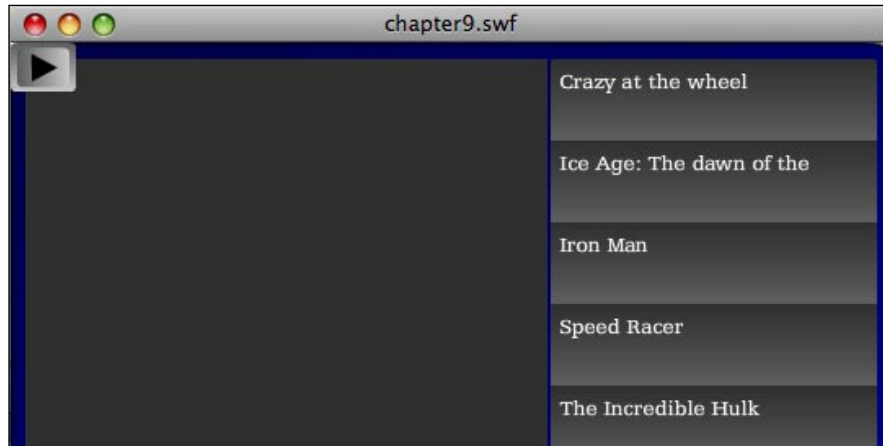 chapter9.swf
Crazy at the wheel
Ice Age: The dawn of the
Iron Man
Speed Racer
The Incredible Hulk